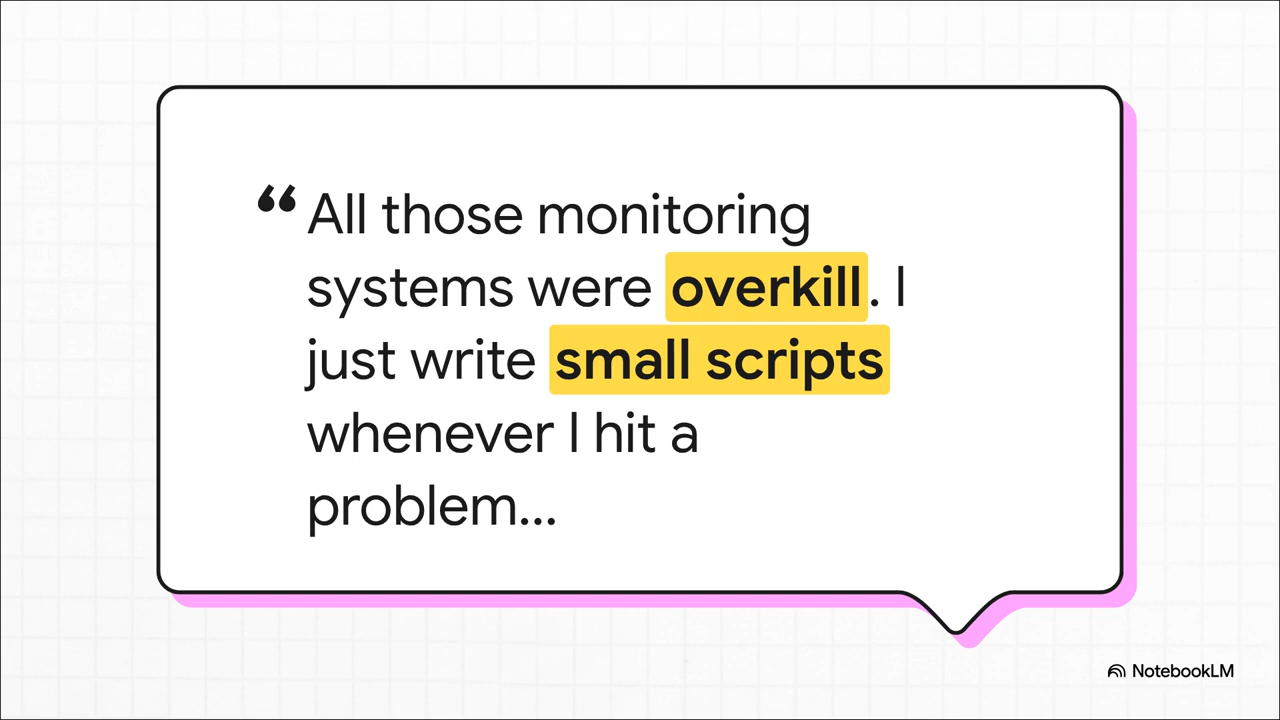 “All those monitoring
systems were overkill. I
just write small scripts
whenever I hit a
problem...
NotebookLM